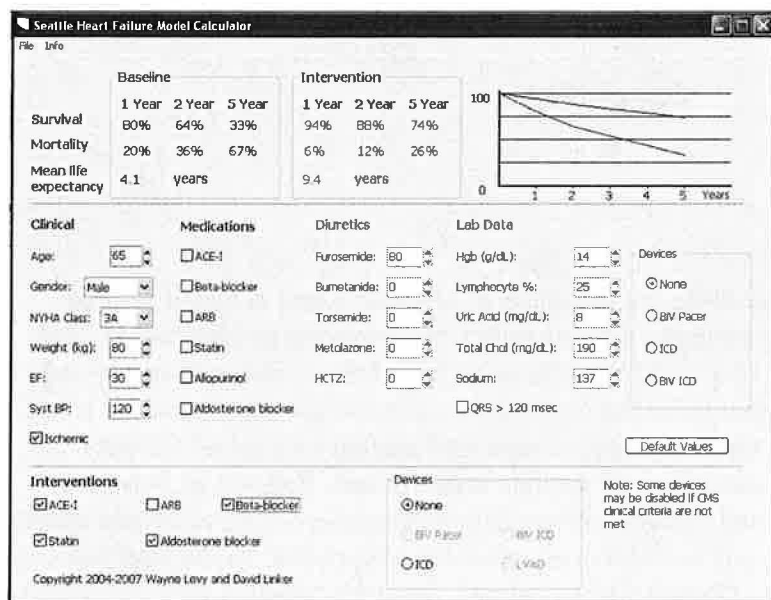 Seattle Heart Failure Model Calculator
File Info
Baseline
1 Year 2 Year 5 Year
Survival 80% 64% 33%
Mortality 20% 36% 67%
Mean life expectancy 4.1 years
Intervention
1 Year 2 Year 5 Year
94% 88% 74%
6% 12% 26%
9.4 years
100
0
1 2 3 4 5 Years
Clinical
Age: 65
Gender: Male
NYHA Class: 3A
Weight (kg): 80
EF: 30
Syst BP: 120
Ischemic
Medications
ACE-I
Beta-blocker
ARB
Statin
Allopurinol
Aldosterone blocker
Diuretics
Furosemide: 80
Bumetanide: 0
Torsemide: 0
Metolazone: 0
HCTZ: 0
Lab Data
Hgb (g/dL): 14
Lymphocyte %: 25
Uric Acid (mg/dL): 8
Total Chol (mg/dL): 190
Sodium: 137
QRS > 120 msec
Devices
None
BIV Pacer
ICD
BIV ICD
Default Values
Interventions
ACE-I ARB Beta-blocker
Statin Aldosterone blocker
Devices
None
BIV Pacer BIV ICD
ICD LVAD
Note: Some devices
may be disabled if CMS
clinical criteria are not
met
Copyright 2004-2007 Wayne Levy and David Linker